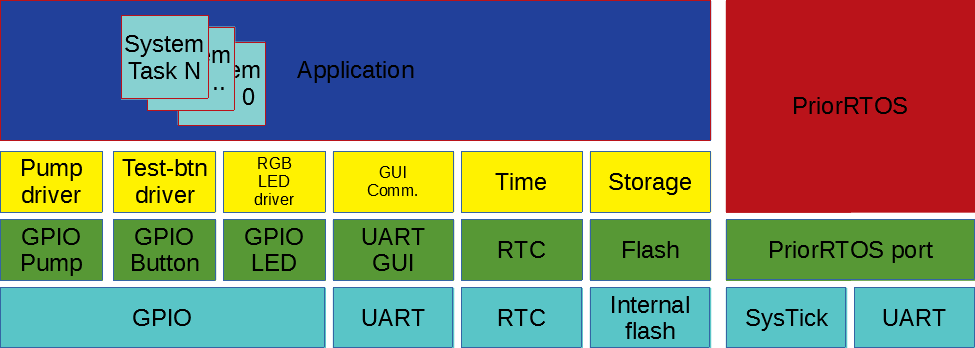 System
Task N
em
..
em
0
Application
PriorRTOS
Pump
driver
Test-btn
driver
RGB
LED
driver
GUI
Comm.
Time
Storage
GPIO
Pump
GPIO
Button
GPIO
LED
UART
GUI
RTC
Flash
PriorRTOS port
GPIO
UART
RTC
Internal
flash
SysTick
UART